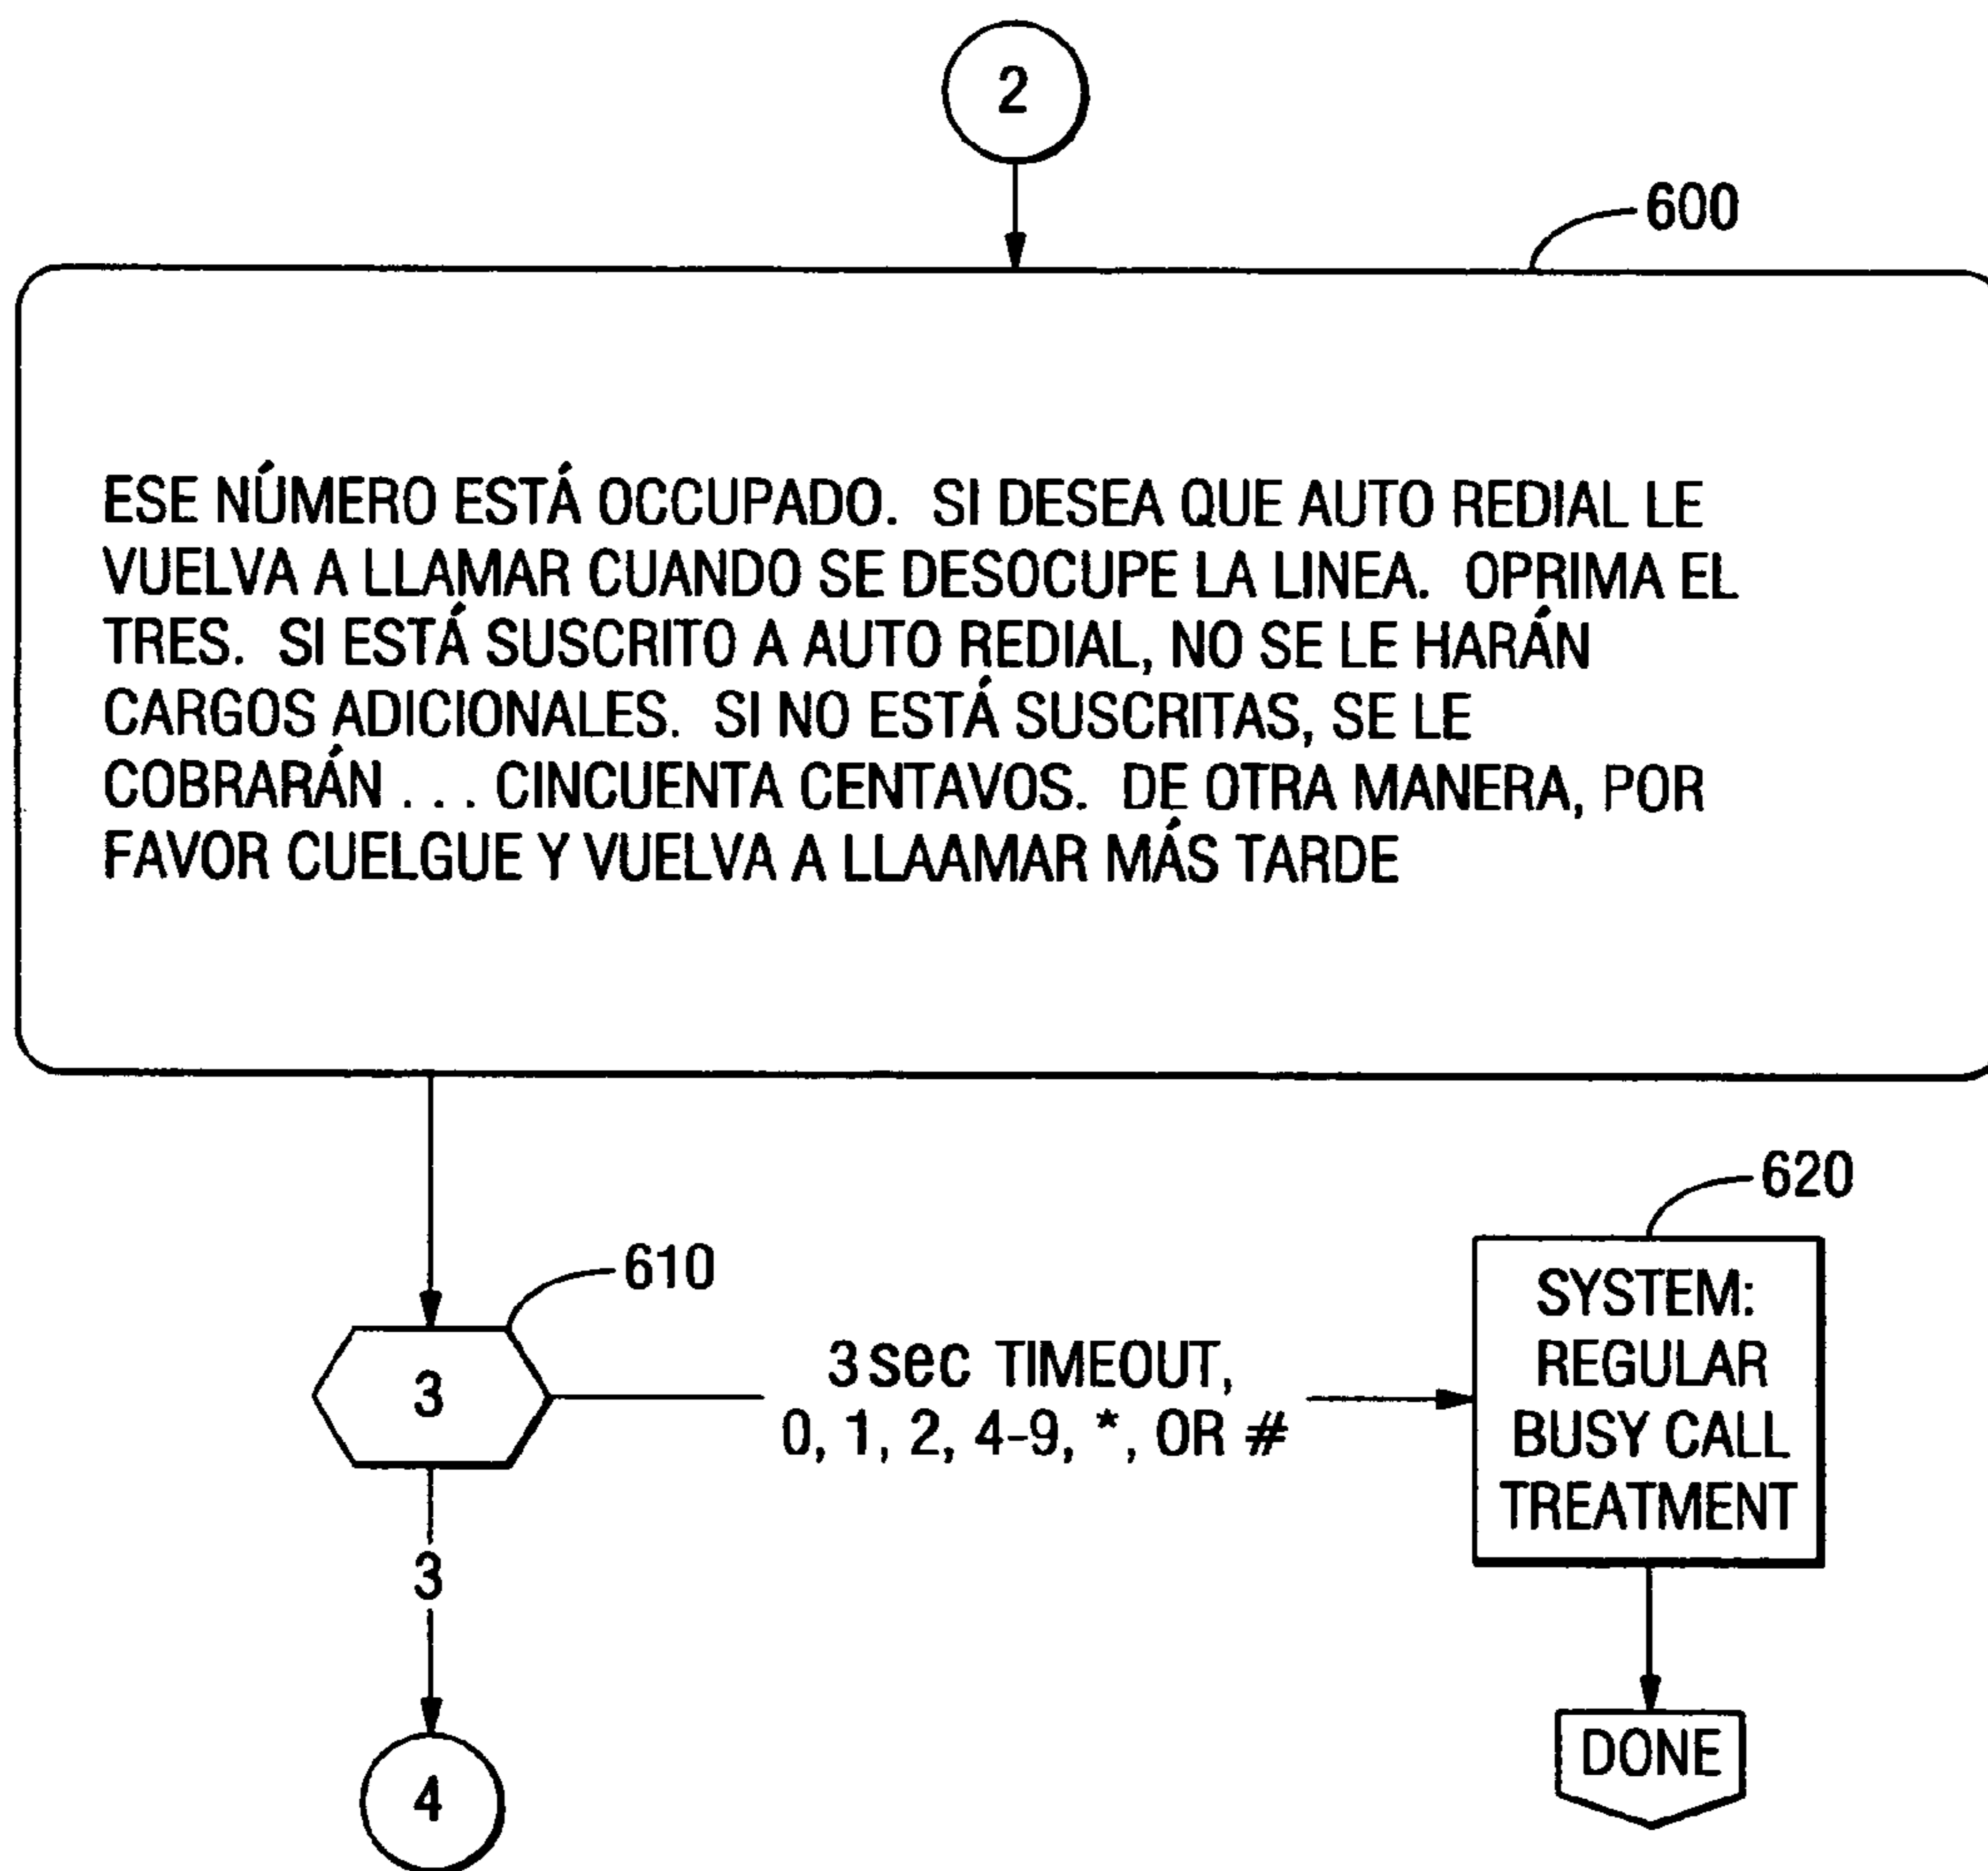 2
600
ESE NÚMERO ESTÁ OCCUPADO. SI DESEA QUE AUTO REDIAL LE
VUELVA A LLAMAR CUANDO SE DESOCUPE LA LINEA. OPRIMA EL
TRES. SI ESTÁ SUSCRITO A AUTO REDIAL, NO SE LE HARÁN
CARGOS ADICIONALES. SI NO ESTÁ SUSCRITAS, SE LE
COBRARÁN . . . CINCUENTA CENTAVOS. DE OTRA MANERA, POR
FAVOR CUELGUE Y VUELVA A LLAAMAR MÁS TARDE
620
610
3
3 sec TIMEOUT,
0, 1, 2, 4-9, *, OR #
SYSTEM:
REGULAR
BUSY CALL
TREATMENT
3
DONE
4